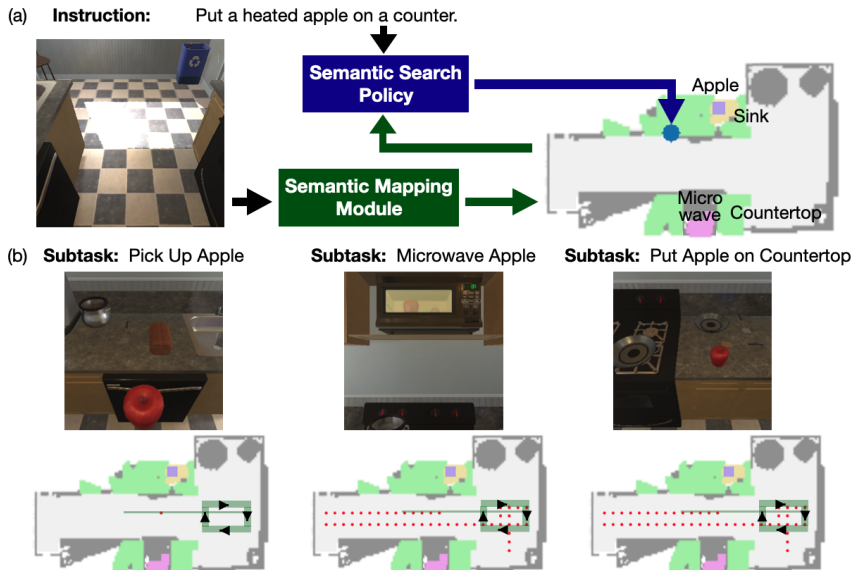 (a) Instruction: Put a heated apple on a counter.
Semantic Search
Policy
Apple
Sink
Semantic Mapping
Module
Micro
wave
Countertop
(b) Subtask: Pick Up Apple
Subtask: Microwave Apple
Subtask: Put Apple on Countertop